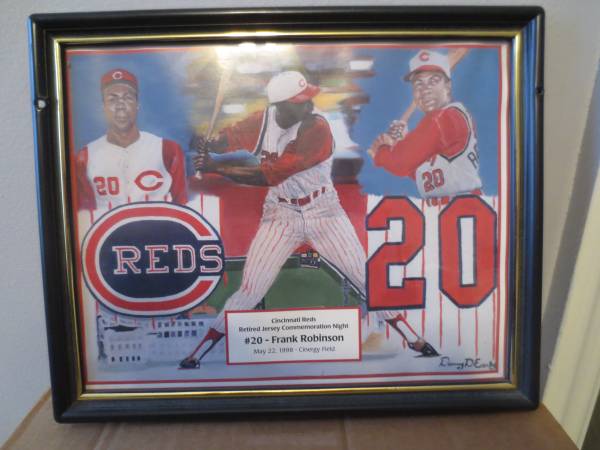 C
C
C
20
C
20
REDS
20
Cincinnati Reds
Retired Jersey Commemoration Night
#20 - Frank Robinson
May 22, 1998 - Cinergy Field